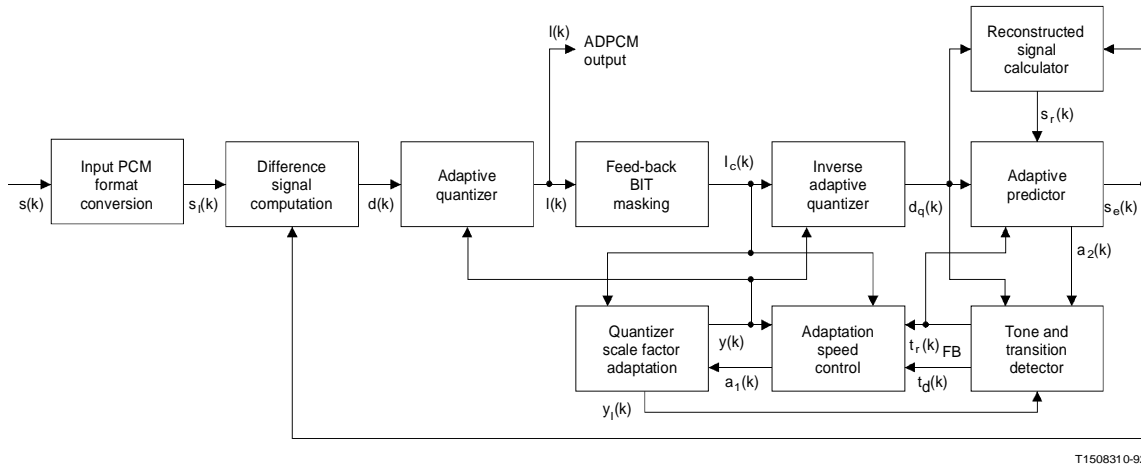 I(k)
ADPCM
output
Reconstructed
signal
calculator
s_r(k)
Input PCM
format
conversion
Difference
signal
computation
Adaptive
quantizer
Feed-back
BIT
masking
I_c(k)
Inverse
adaptive
quantizer
Adaptive
predictor
s(k)
s_l(k)
d(k)
I(k)
d_q(k)
s_e(k)
a_2(k)
Quantizer
scale factor
adaptation
y(k)
a_1(k)
Adaptation
speed
control
t_r(k) FB
t_d(k)
Tone and
transition
detector
y_l(k)